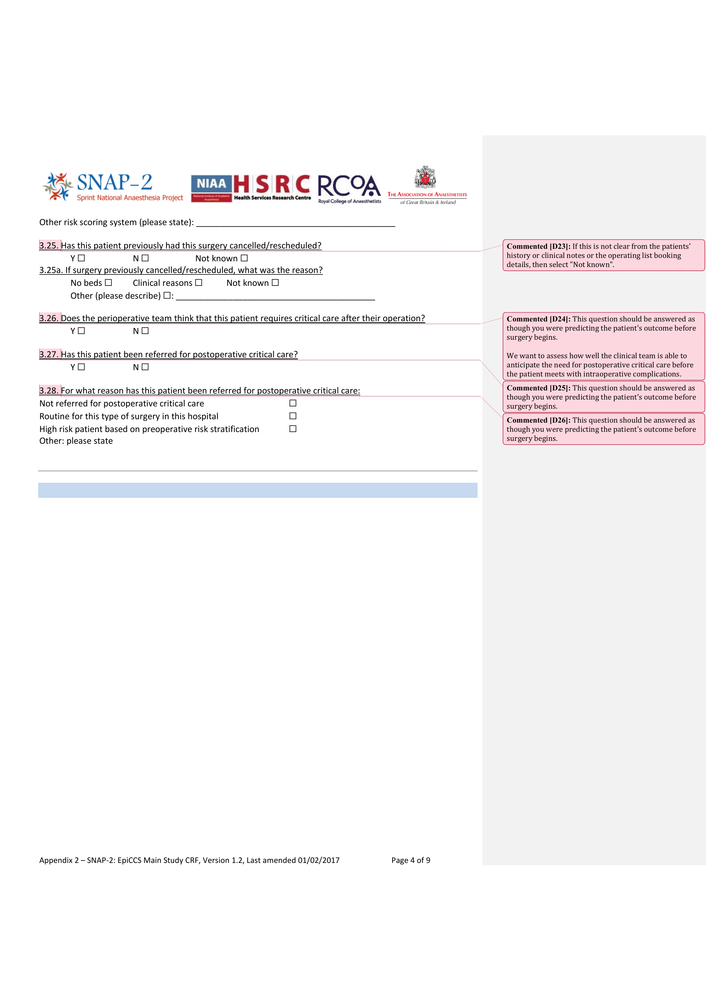 SNAP-2
Sprint National Anaesthesia Project
NIAA
National Institute of Academic
Anaesthesia
HSRC
Health Services Research Centre
RCOA
Royal College of Anaesthetists
THE ASSOCIATION OF ANAESTHETISTS
of Great Britain & Ireland
Other risk scoring system (please state): __________________________________________
3.25. Has this patient previously had this surgery cancelled/rescheduled?
Y ☐ N ☐ Not known ☐
3.25a. If surgery previously cancelled/rescheduled, what was the reason?
No beds ☐ Clinical reasons ☐ Not known ☐
Other (please describe) ☐: __________________________________________
3.26. Does the perioperative team think that this patient requires critical care after their operation?
Y ☐ N ☐
3.27. Has this patient been referred for postoperative critical care?
Y ☐ N ☐
3.28. For what reason has this patient been referred for postoperative critical care:
Not referred for postoperative critical care ☐
Routine for this type of surgery in this hospital ☐
High risk patient based on preoperative risk stratification ☐
Other: please state
Commented [D23]: If this is not clear from the patients'
history or clinical notes or the operating list booking
details, then select "Not known".
Commented [D24]: This question should be answered as
though you were predicting the patient's outcome before
surgery begins.
We want to assess how well the clinical team is able to
anticipate the need for postoperative critical care before
the patient meets with intraoperative complications.
Commented [D25]: This question should be answered as
though you were predicting the patient's outcome before
surgery begins.
Commented [D26]: This question should be answered as
though you were predicting the patient's outcome before
surgery begins.
Appendix 2 – SNAP-2: EpiCCS Main Study CRF, Version 1.2, Last amended 01/02/2017 Page 4 of 9